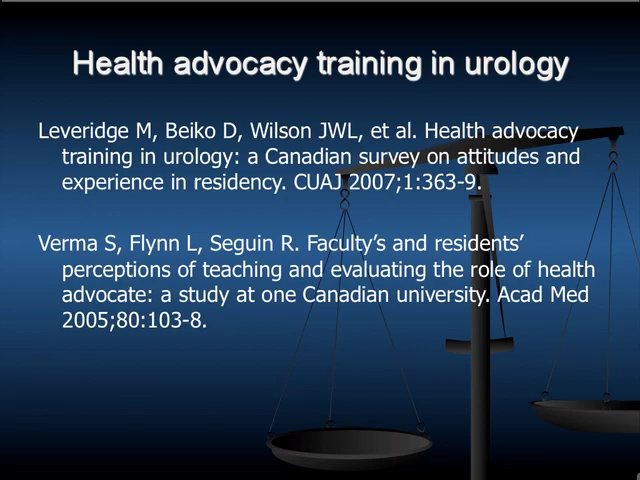 Health advocacy training in urology
Leveridge M, Beiko D, Wilson JWL, et al. Health advocacy
training in urology: a Canadian survey on attitudes and
experience in residency. CUAJ 2007;1:363-9.
Verma S, Flynn L, Seguin R. Faculty’s and residents’
perceptions of teaching and evaluating the role of health
advocate: a study at one Canadian university. Acad Med
2005;80:103-8.